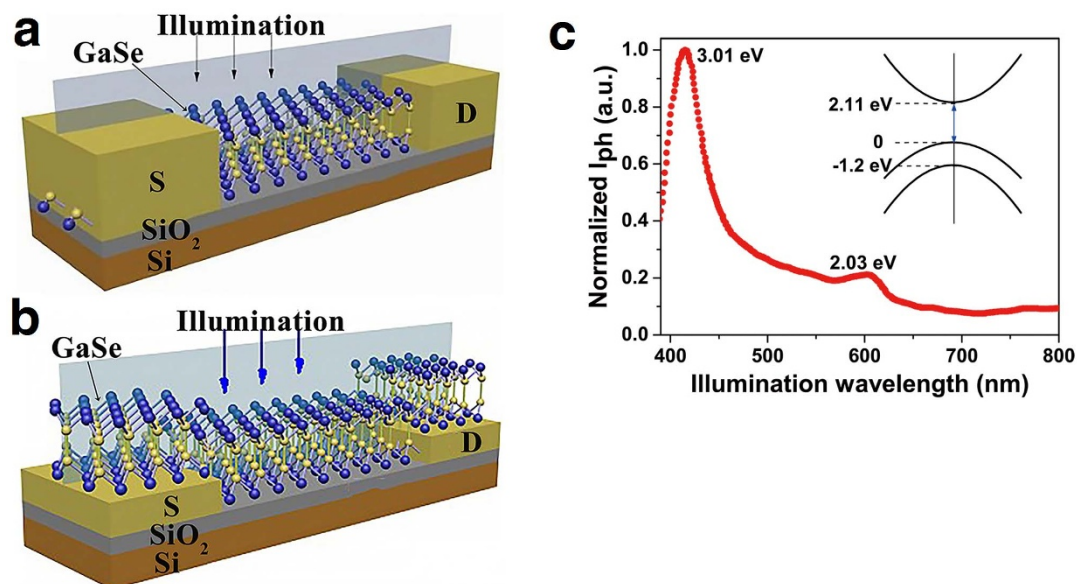 a
Illumination
GaSe
D
S
SiO2
Si
b
Illumination
GaSe
D
S
SiO2
Si
c
Normalized Iph (a.u.)
1.0
0.8
0.6
0.4
0.2
0.0
3.01 eV
2.03 eV
2.11 eV
0
-1.2 eV
400 500 600 700 800
Illumination wavelength (nm)